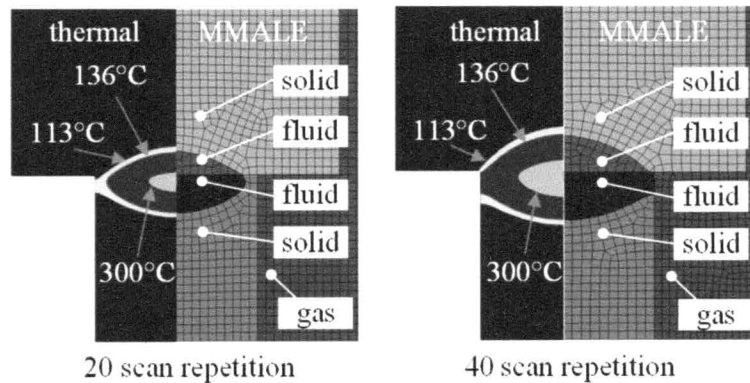 thermal MMALE
136°C
solid
113°C
fluid
fluid
solid
300°C
gas
20 scan repetition
thermal MMALE
136°C
solid
113°C
fluid
fluid
solid
300°C
gas
40 scan repetition